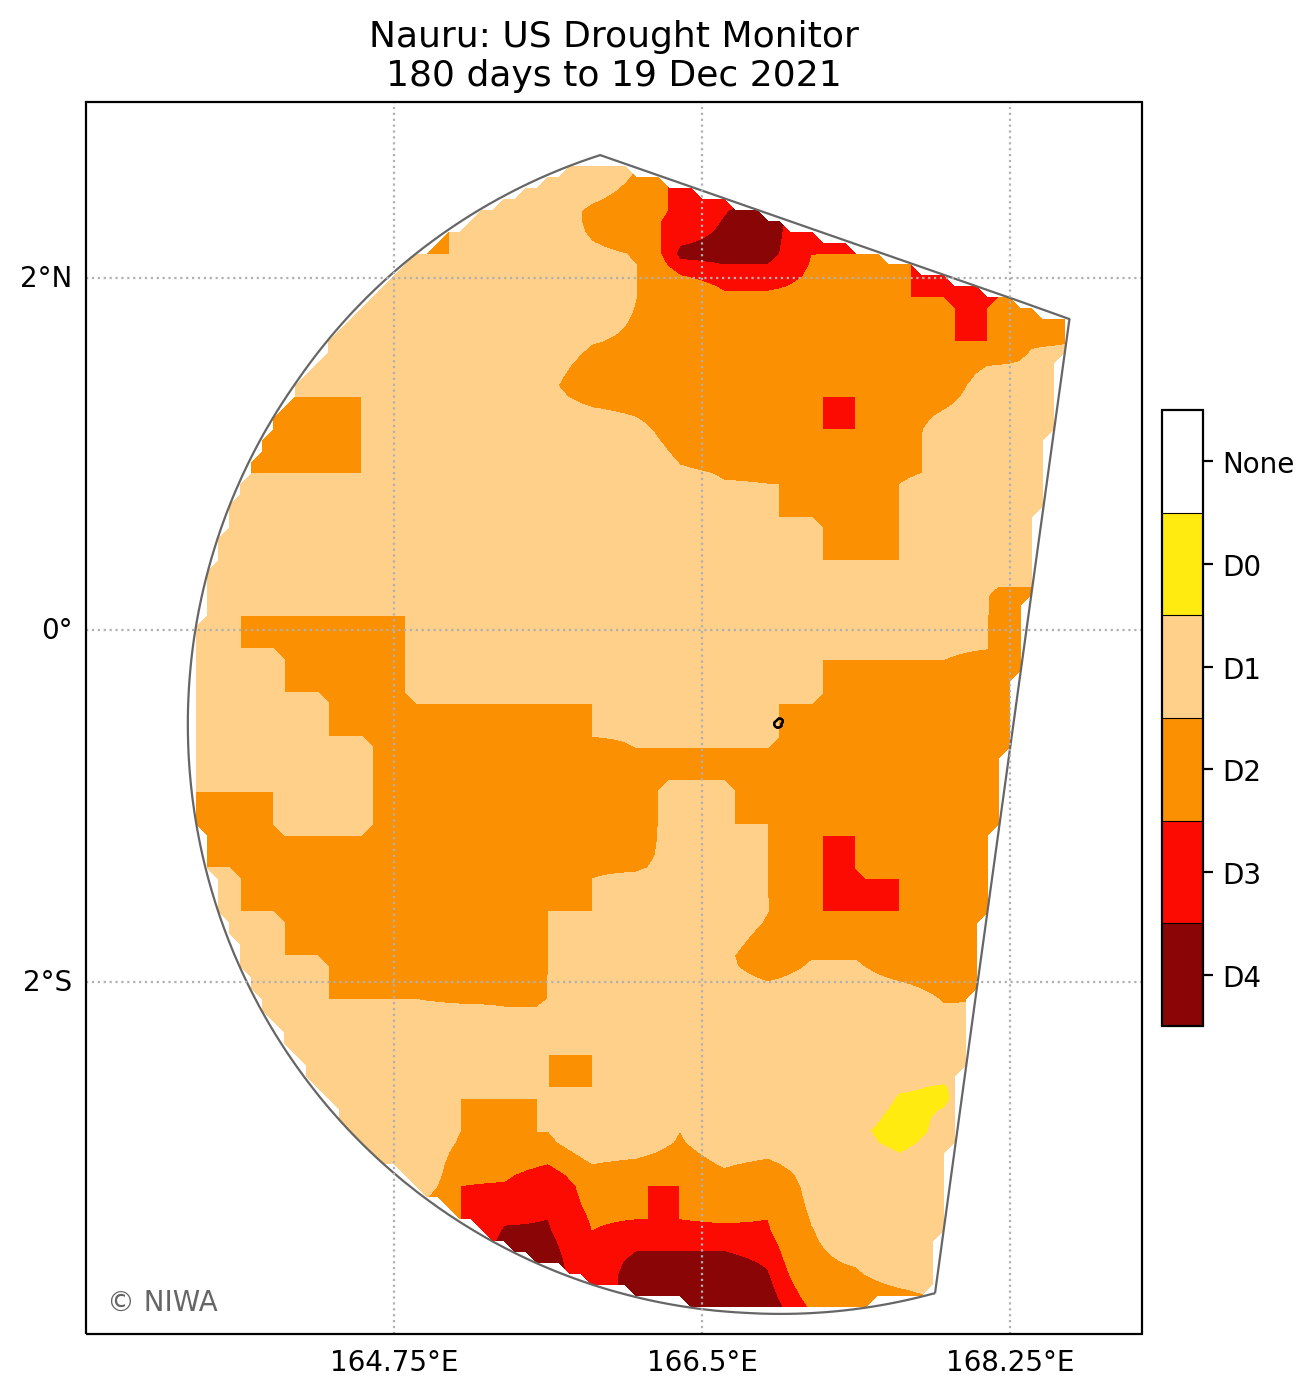 Nauru: US Drought Monitor
180 days to 19 Dec 2021
2°N
0°
2°S
164.75°E
166.5°E
168.25°E
None
D0
D1
D2
D3
D4
© NIWA